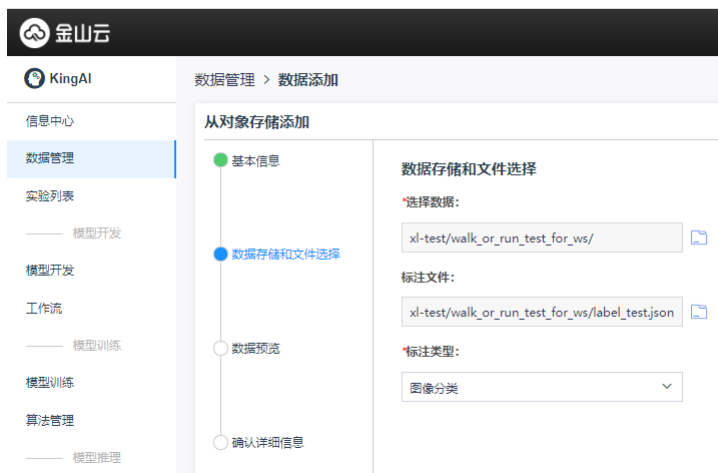 金山云
KingAI
数据管理 > 数据添加
信息中心
数据管理
实验列表
模型开发
模型开发
工作流
模型训练
模型训练
算法管理
模型推理
从对象存储添加
基本信息
数据存储和文件选择
数据预览
确认详细信息
数据存储和文件选择
*选择数据：
xl-test/walk_or_run_test_for_ws/
标注文件：
xl-test/walk_or_run_test_for_ws/label_test.json
*标注类型：
图像分类